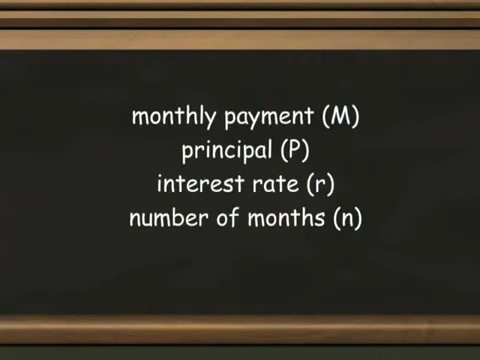 monthly payment (M)
principal (P)
interest rate (r)
number of months (n)